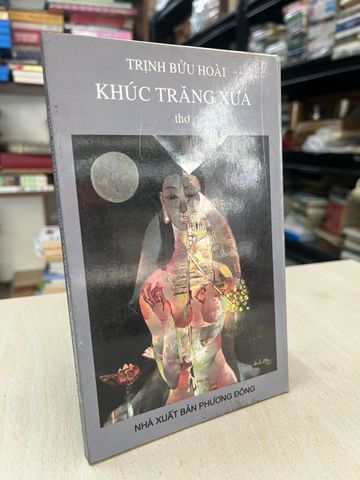 TRỊNH BỬU HOÀI
KHÚC TRĂNG XƯA
thơ
NHÀ XUẤT BẢN PHƯƠNG ĐÔNG